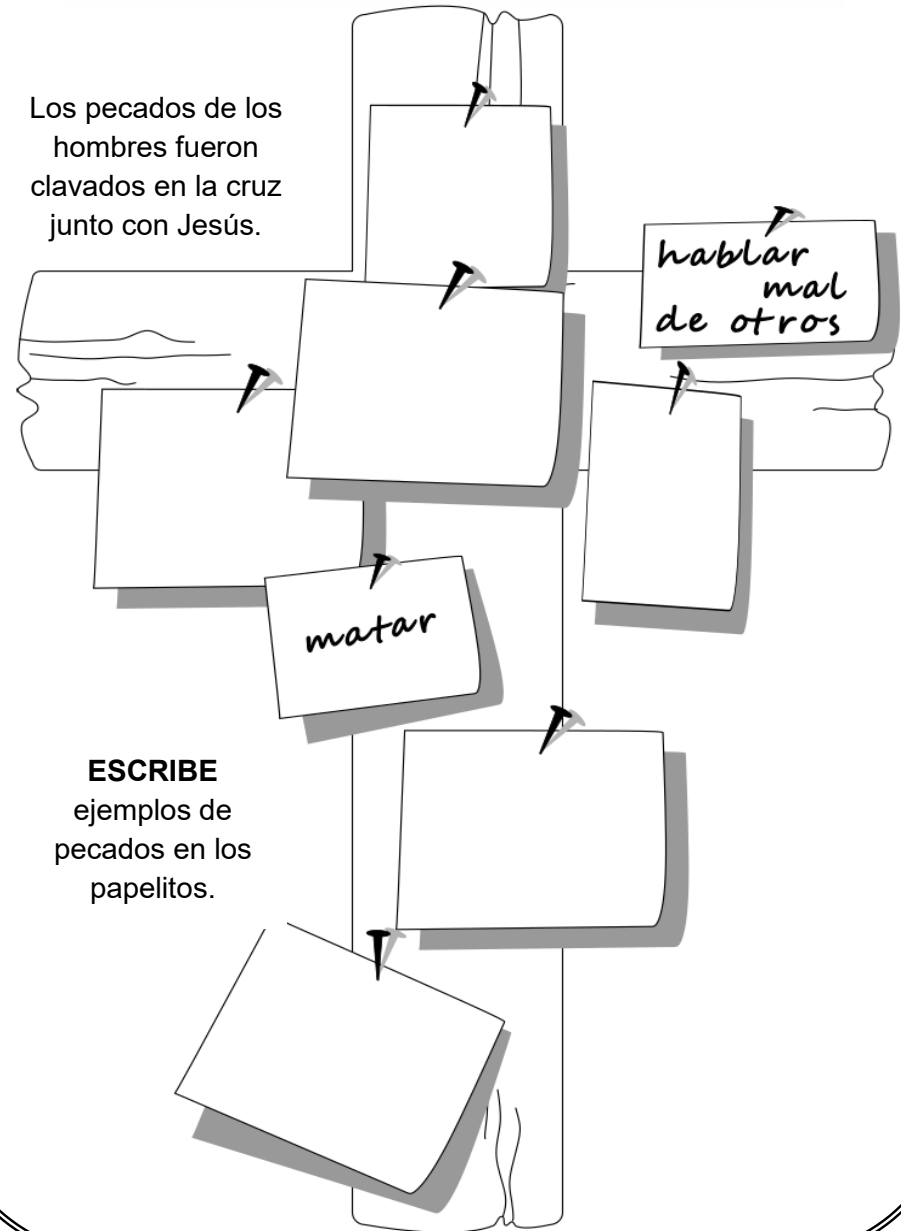 Los pecados de los
hombres fueron
clavados en la cruz
junto con Jesús.
hablar
mal
de otros
matar
ESCRIBE
ejemplos de
pecados en los
papelitos.